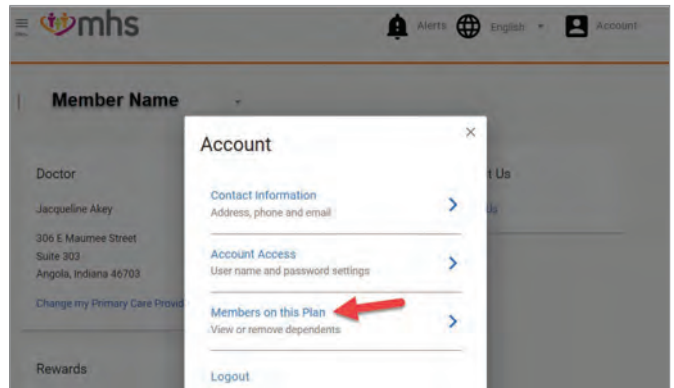 mhs
Alerts English Account
Member Name
Account
Doctor
t Us
Contact Information
Jacqueline Akey
Address, phone and email
306 E Maumee Street
Suite 303
Account Access
Angola, Indiana 46703
User name and password settings
Change my Primary Care Provid
Members on this Plan
View or remove dependents
Rewards
Logout